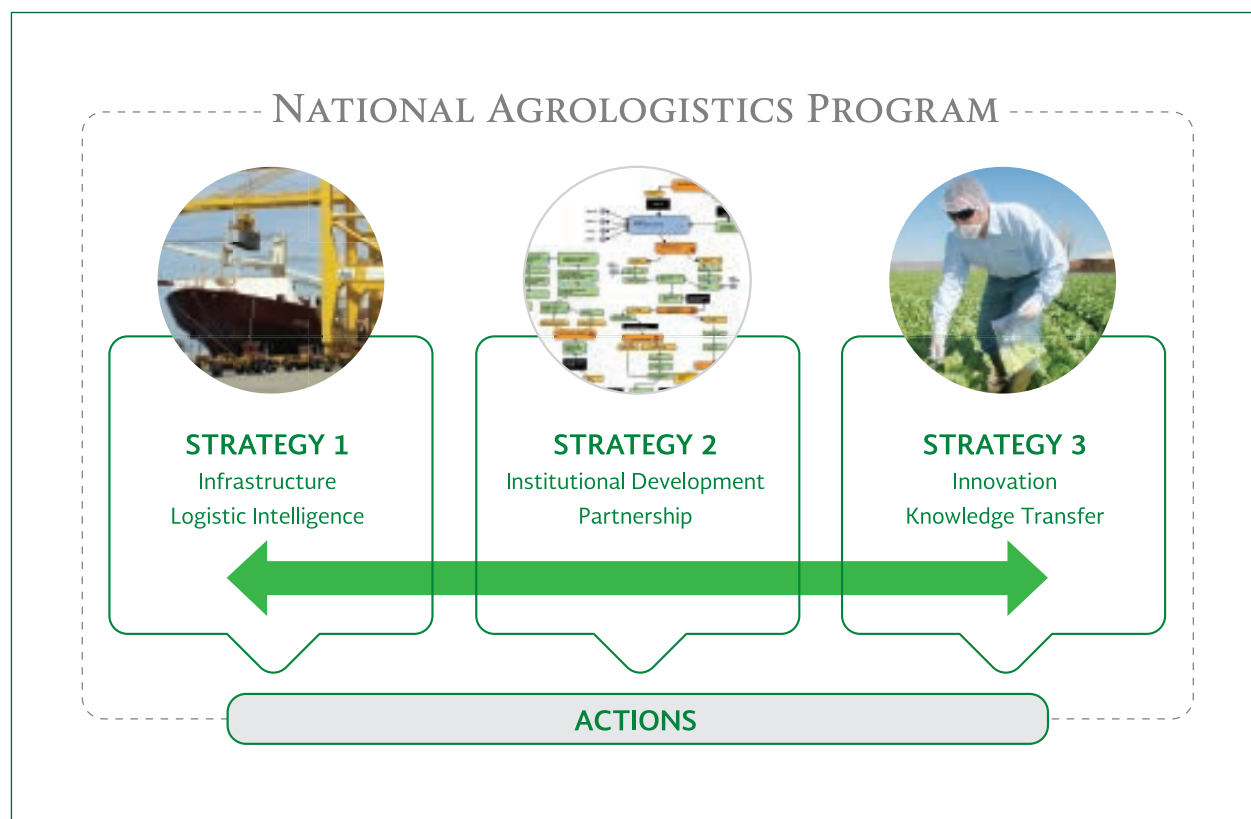 NATIONAL AGROLOGISTICS PROGRAM
STRATEGY 1
Infrastructure
Logistic Intelligence
STRATEGY 2
Institutional Development
Partnership
STRATEGY 3
Innovation
Knowledge Transfer
ACTIONS